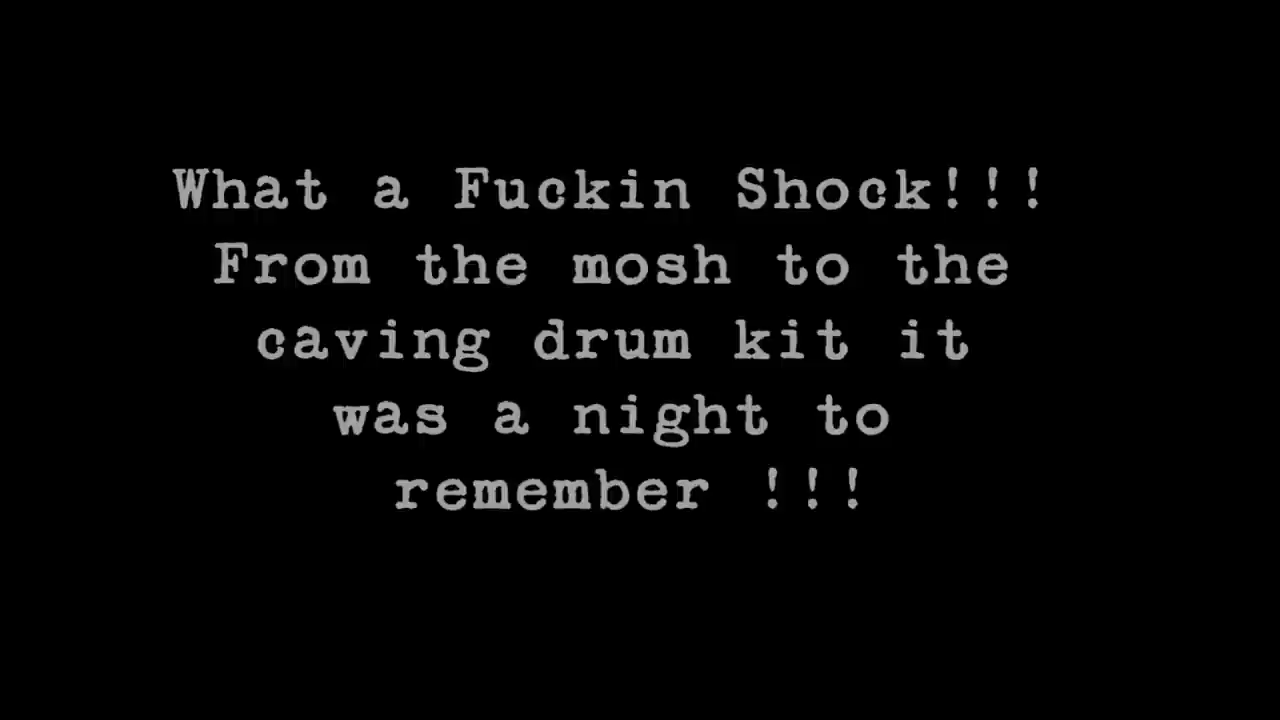 What a Fuckin Shock!!!
From the mosh to the
caving drum kit it
was a night to
remember !!!